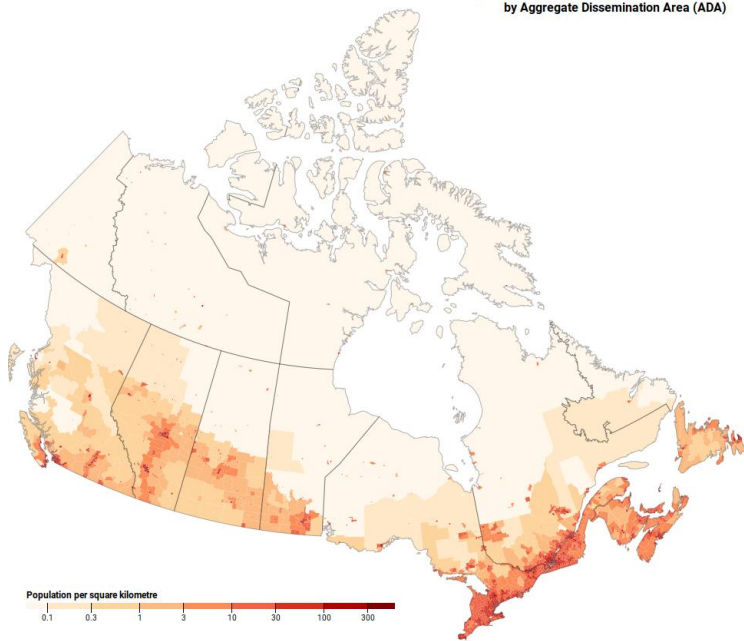 by Aggregate Dissemination Area (ADA)
Population per square kilometre
0.1 0.3 1 3 10 30 100 300